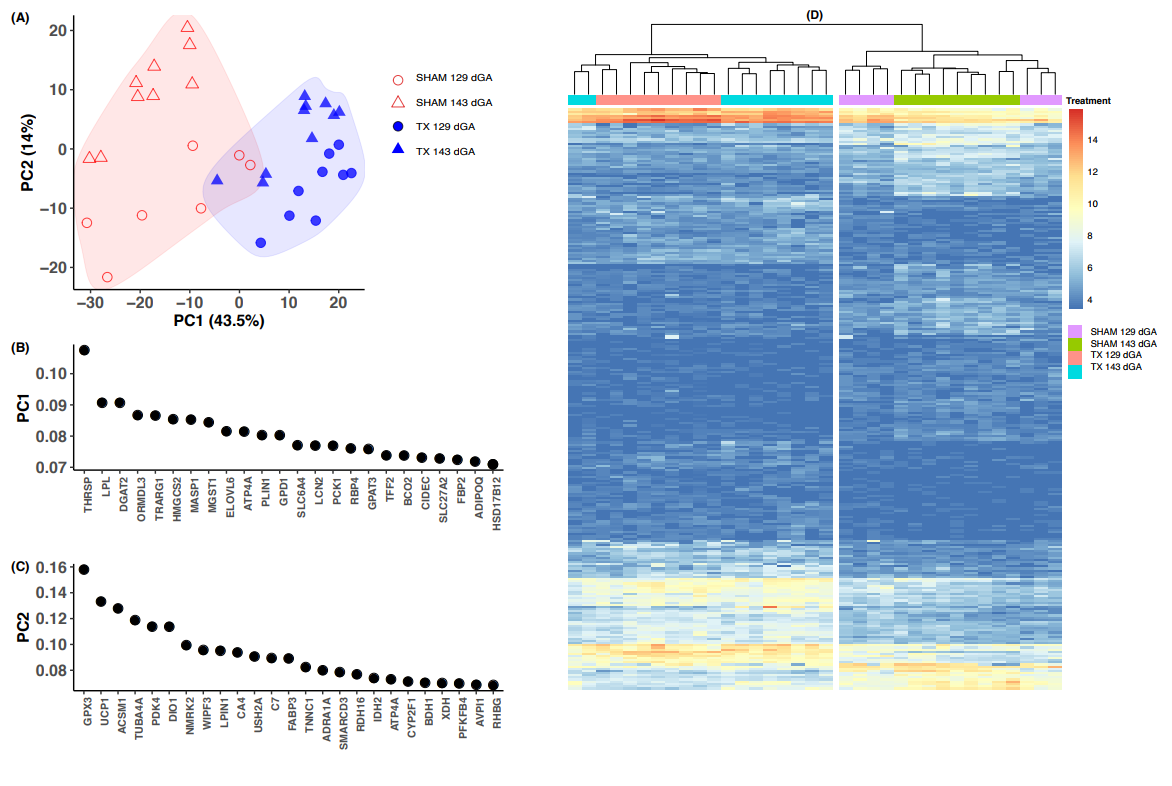 (A)
PC2 (14%)
20
10
0
−10
−20
−30 −20 −10 0 10 20
PC1 (43.5%)
SHAM 129 dGA
SHAM 143 dGA
TX 129 dGA
TX 143 dGA
(B)
PC1
0.10
0.09
0.08
0.07
THRSP
LPL
DGAT2
ORMDL3
TRARG1
HMGCS2
MASP1
MGST1
ELOVL6
ATP4A
PLIN1
GPD1
SLC6A4
LCN2
PCK1
RBP4
GPAT3
TFF2
BCO2
CIDEC
SLC27A2
FBP2
ADIPOQ
HSD17B12
(C)
PC2
0.16
0.14
0.12
0.10
0.08
GPX3
UCP1
ACSM1
TUBA4A
PDK4
DIO1
NMRK2
WIPF3
LPIN1
CA4
USH2A
C7
FABP3
TNNC1
ADRA1A
SMARCD3
RDH16
IDH2
ATP4A
CYP2F1
BDH1
XDH
PFKFB4
AVPI1
RHBG
(D)
Treatment
14
12
10
8
6
4
SHAM 129 dGA
SHAM 143 dGA
TX 129 dGA
TX 143 dGA